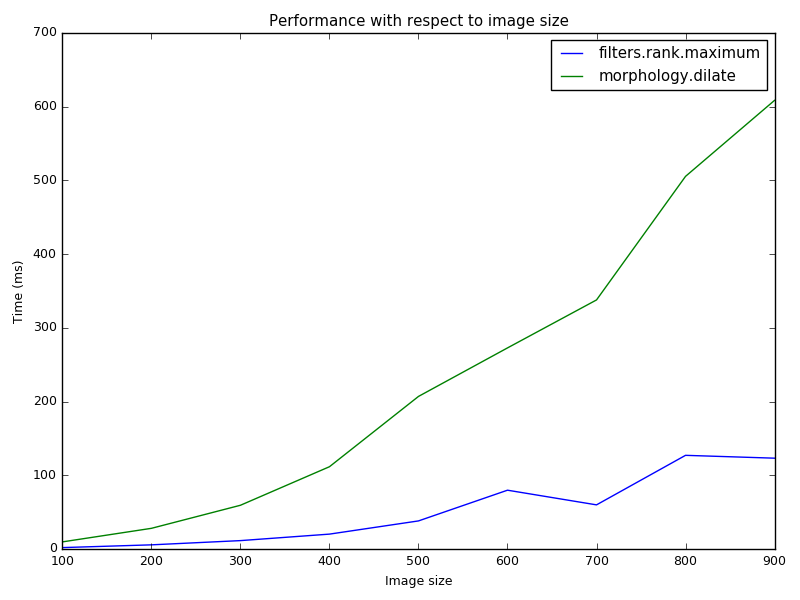 Performance with respect to image size
filters.rank.maximum
morphology.dilate
700
600
500
400
300
200
100
0
Time (ms)
100 200 300 400 500 600 700 800 900
Image size